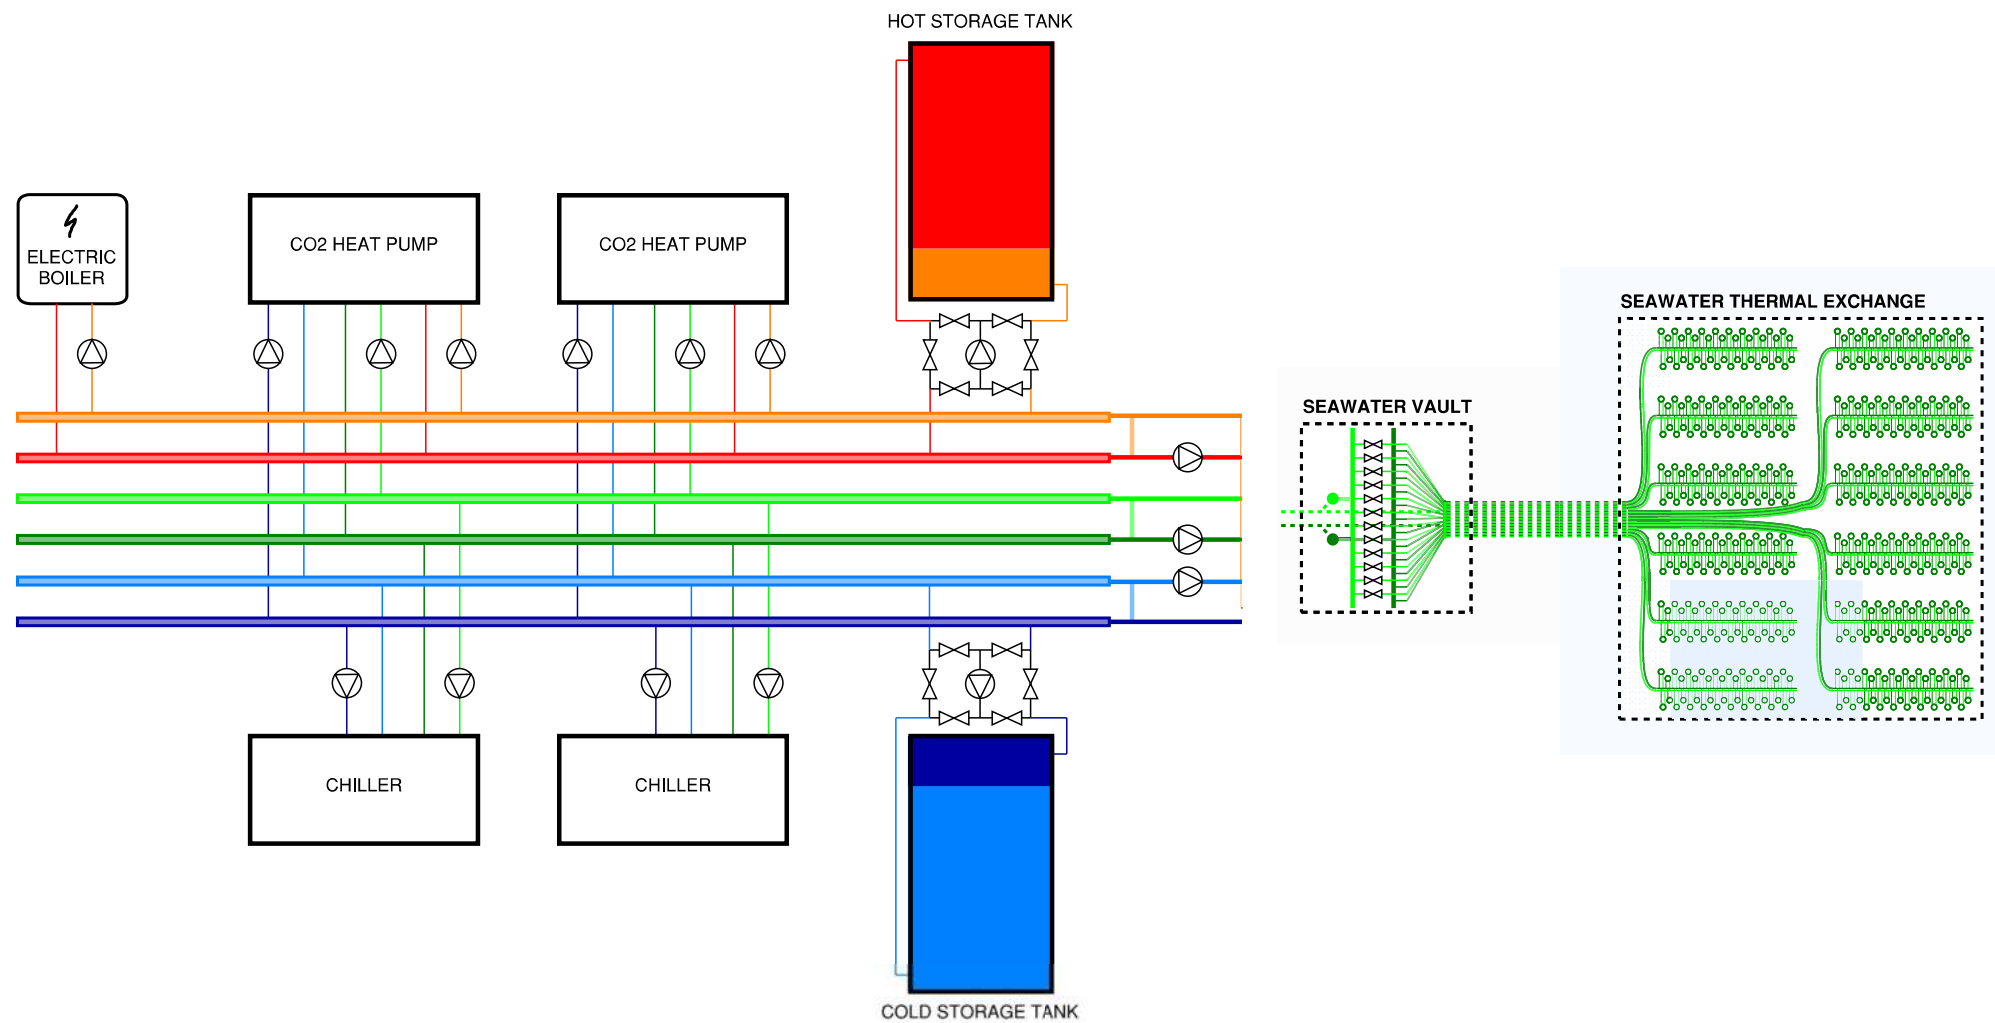 HOT STORAGE TANK
ELECTRIC
BOILER
CO2 HEAT PUMP
CO2 HEAT PUMP
SEAWATER THERMAL EXCHANGE
SEAWATER VAULT
CHILLER
CHILLER
COLD STORAGE TANK